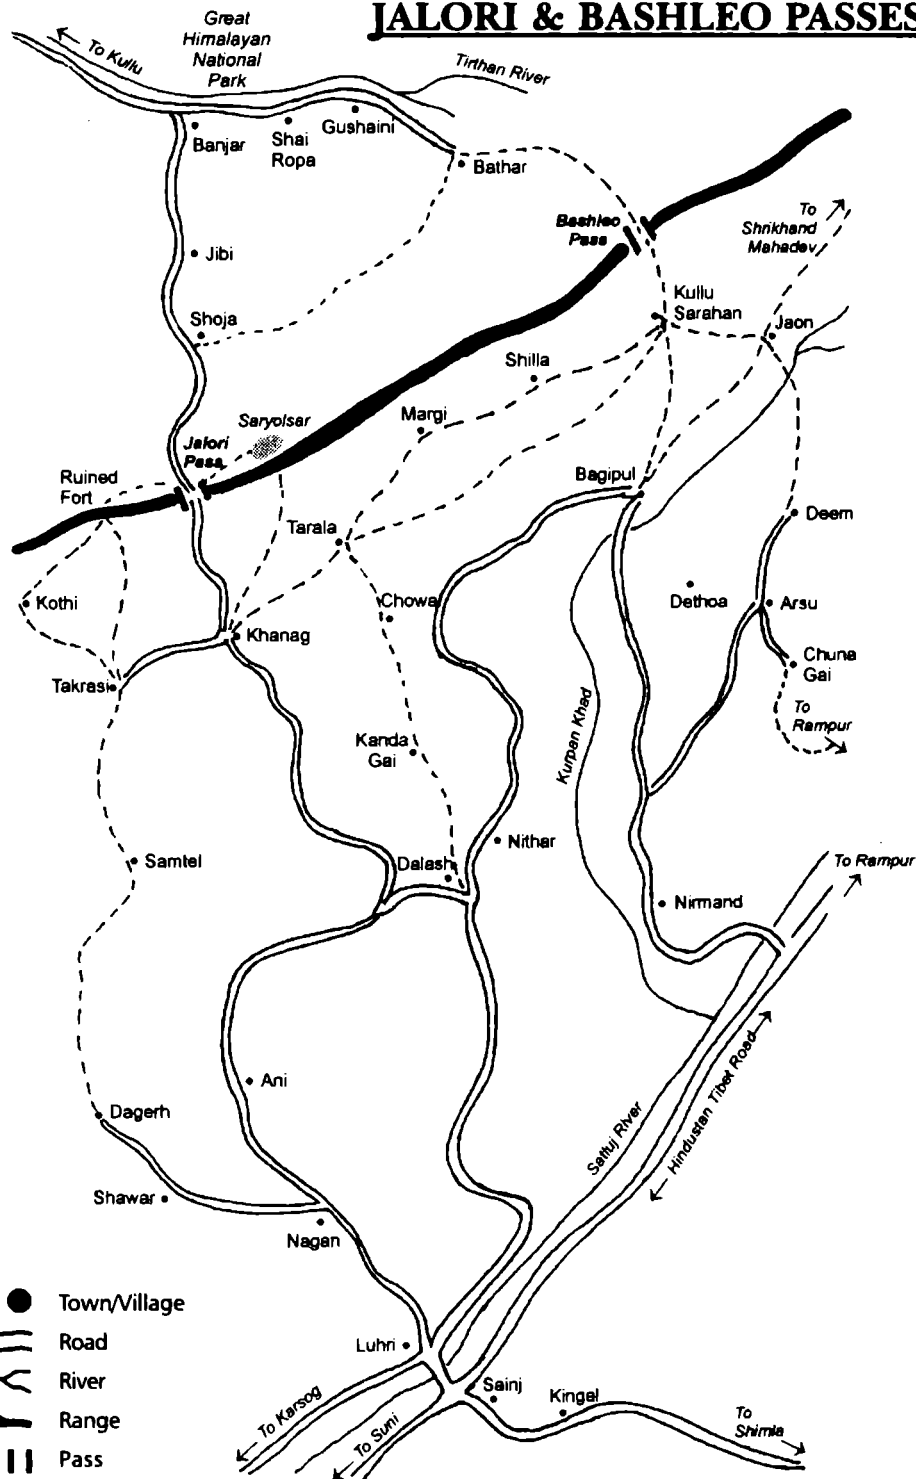 JALORI & BASHLEO PASSES
Great
Himalayan
National
Park
To Kullu
Tirthan River
Banjar
Shai
Ropa
Gushaini
Bathar
To
Shrikhand
Mahadev
Bashleo
Pass
Jibi
Kullu
Sarahan
Shoja
Jaon
Shilla
Margi
Saryolsar
Jalori
Pass
Ruined
Fort
Bagipul
Tarala
Deem
Kothi
Chowa
Dethoa
Arsu
Khanag
Chuna
Gai
Takrasi
To
Rampur
Kurpan Khad
Kanda
Gai
Samtel
Dalash
Nithar
To Rampur
Nirmand
Ani
Hindustan Tibet Road
Satluj River
Dagerh
Shawar
Nagan
Town/Village
Road
Luhri
River
Sainj
Kingal
Range
To Karsog
To Suni
To
Shimla
Pass